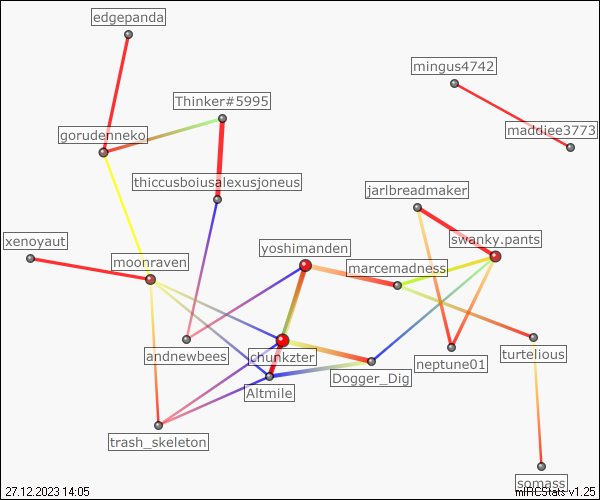 edgepanda
mingus4742
Thinker#5995
maddiee3773
gorudenneko
thiccusboiusalexusjoneus
jarlbreadmaker
xenoyaut
swanky.pants
yoshimanden
moonraven
marcemadness
andnewbees
chunkzter
turtelious
neptune01
Dogger_Dig
Altmile
trash_skeleton
somass
27.12.2023 14:05
mIRCStats v1.25